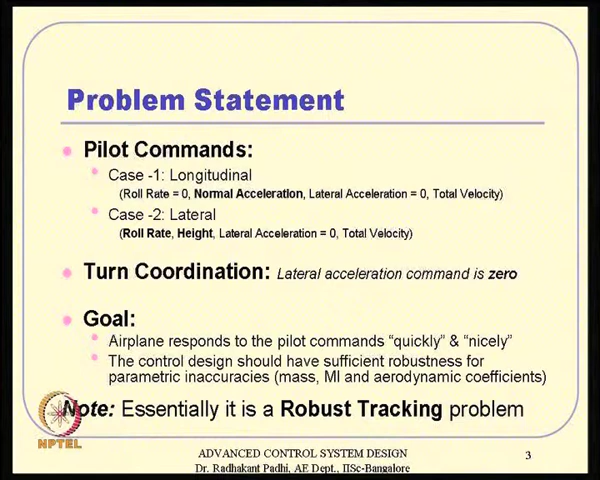 Problem Statement
Pilot Commands:
Case -1: Longitudinal
(Roll Rate = 0, Normal Acceleration, Lateral Acceleration = 0, Total Velocity)
Case -2: Lateral
(Roll Rate, Height, Lateral Acceleration = 0, Total Velocity)
Turn Coordination: Lateral acceleration command is zero
Goal:
Airplane responds to the pilot commands “quickly” & “nicely”
The control design should have sufficient robustness for
parametric inaccuracies (mass, MI and aerodynamic coefficients)
Note: Essentially it is a Robust Tracking problem
NPTEL
ADVANCED CONTROL SYSTEM DESIGN
Dr. Radhakant Padhi, AE Dept., IISc-Bangalore
3